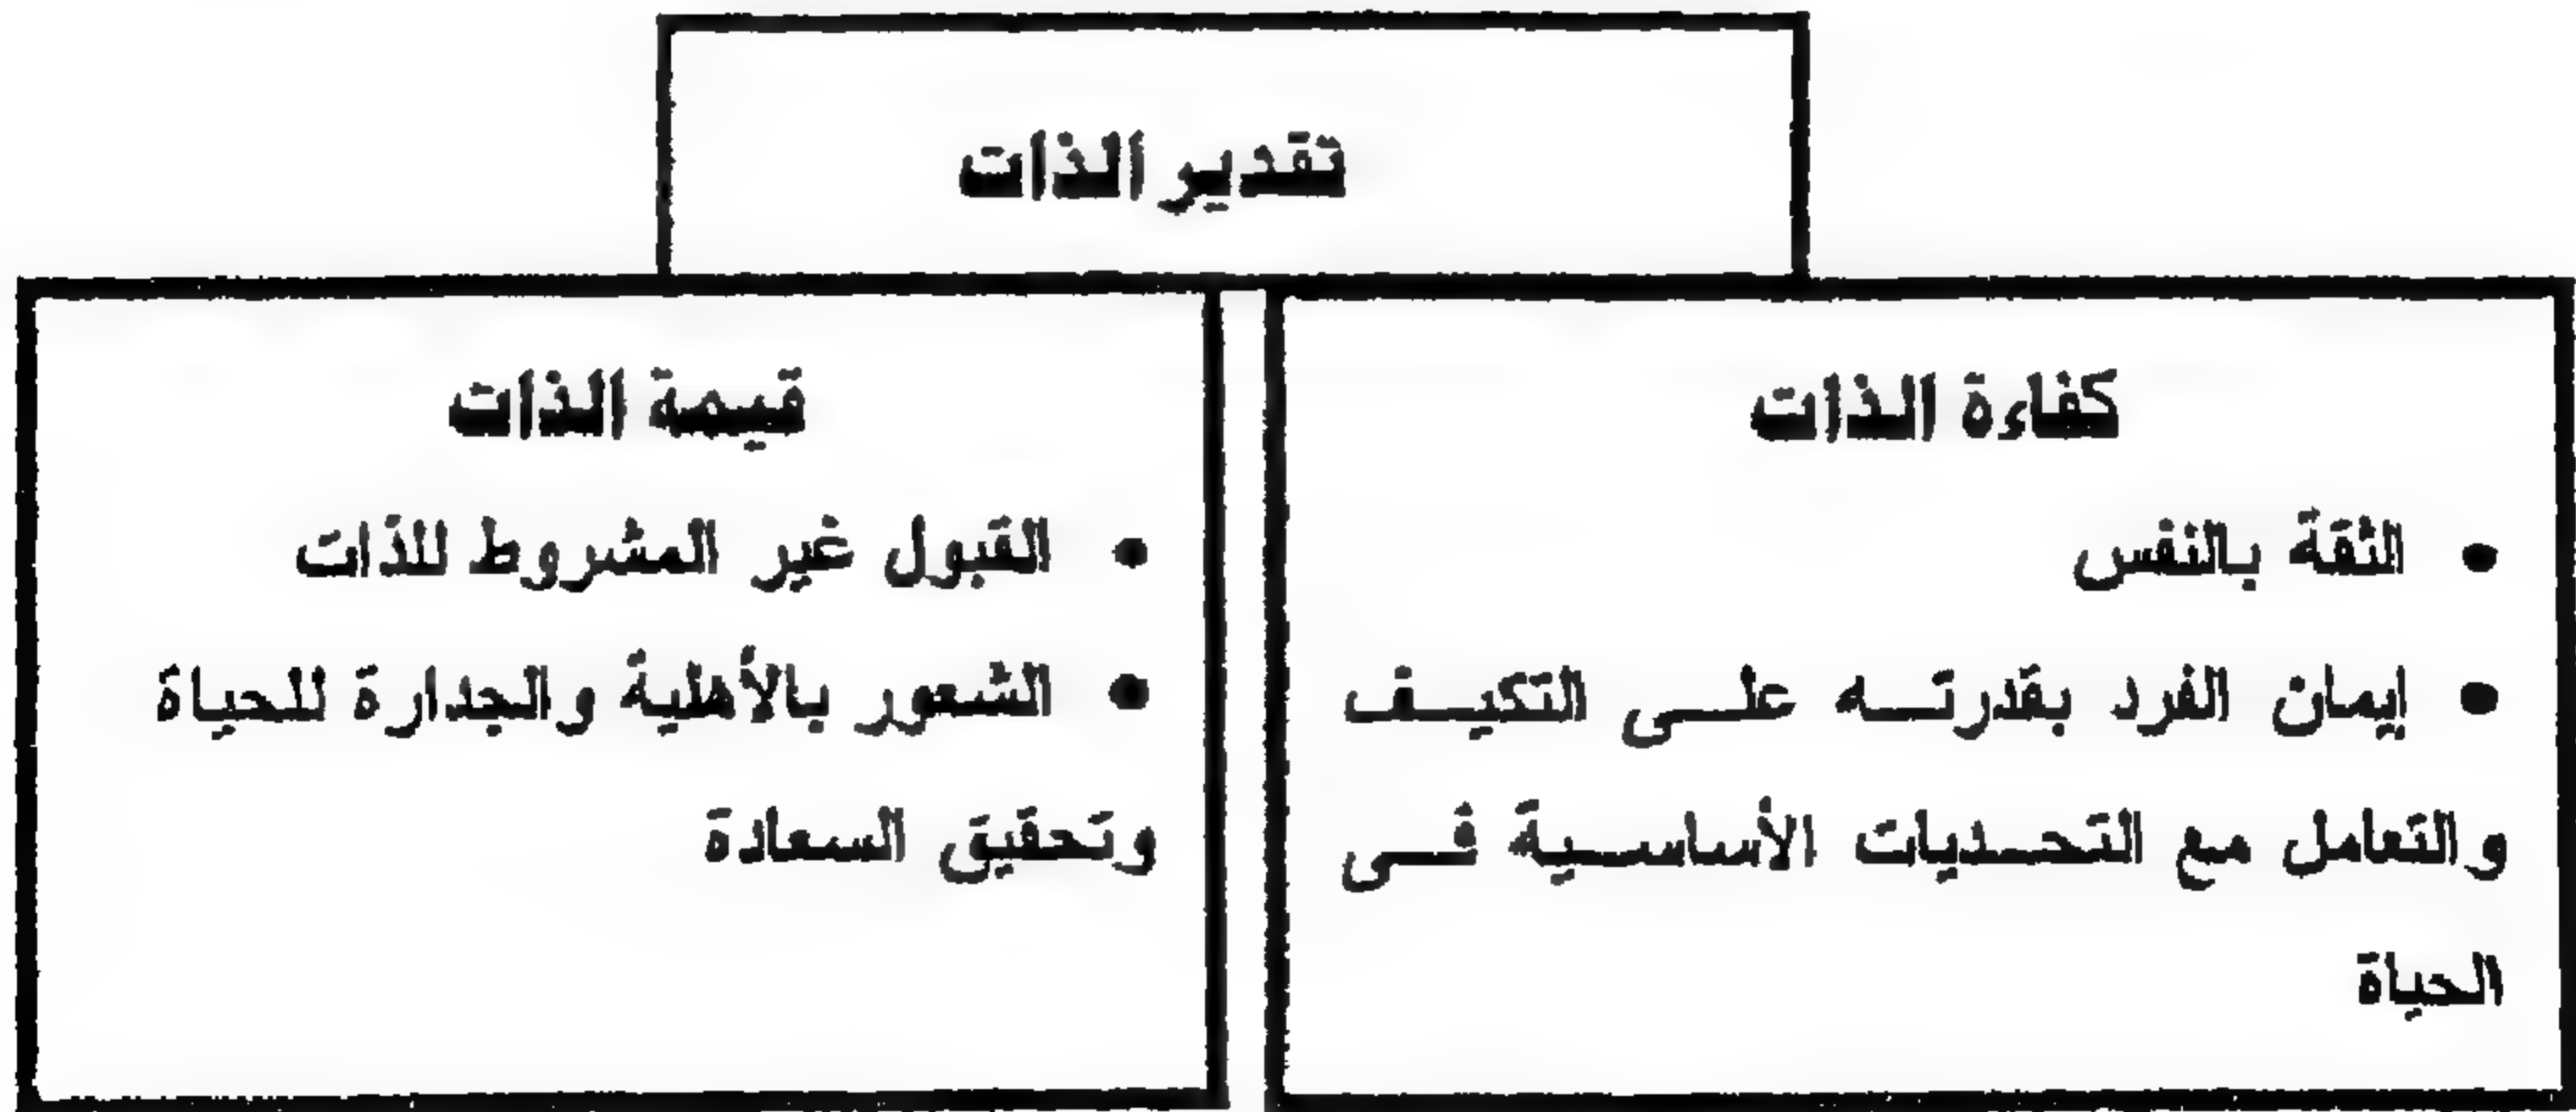 تقدير الذات
كفاءة الذات
• الثقة بالنفس
• إيمان الفرد بقدرته على التكيف
والتعامل مع التحديات الأساسية فى
الحياة
قيمة الذات
• القبول غير المشروط للذات
• الشعور بالأهلية والجدارة للحياة
وتحقيق السعادة